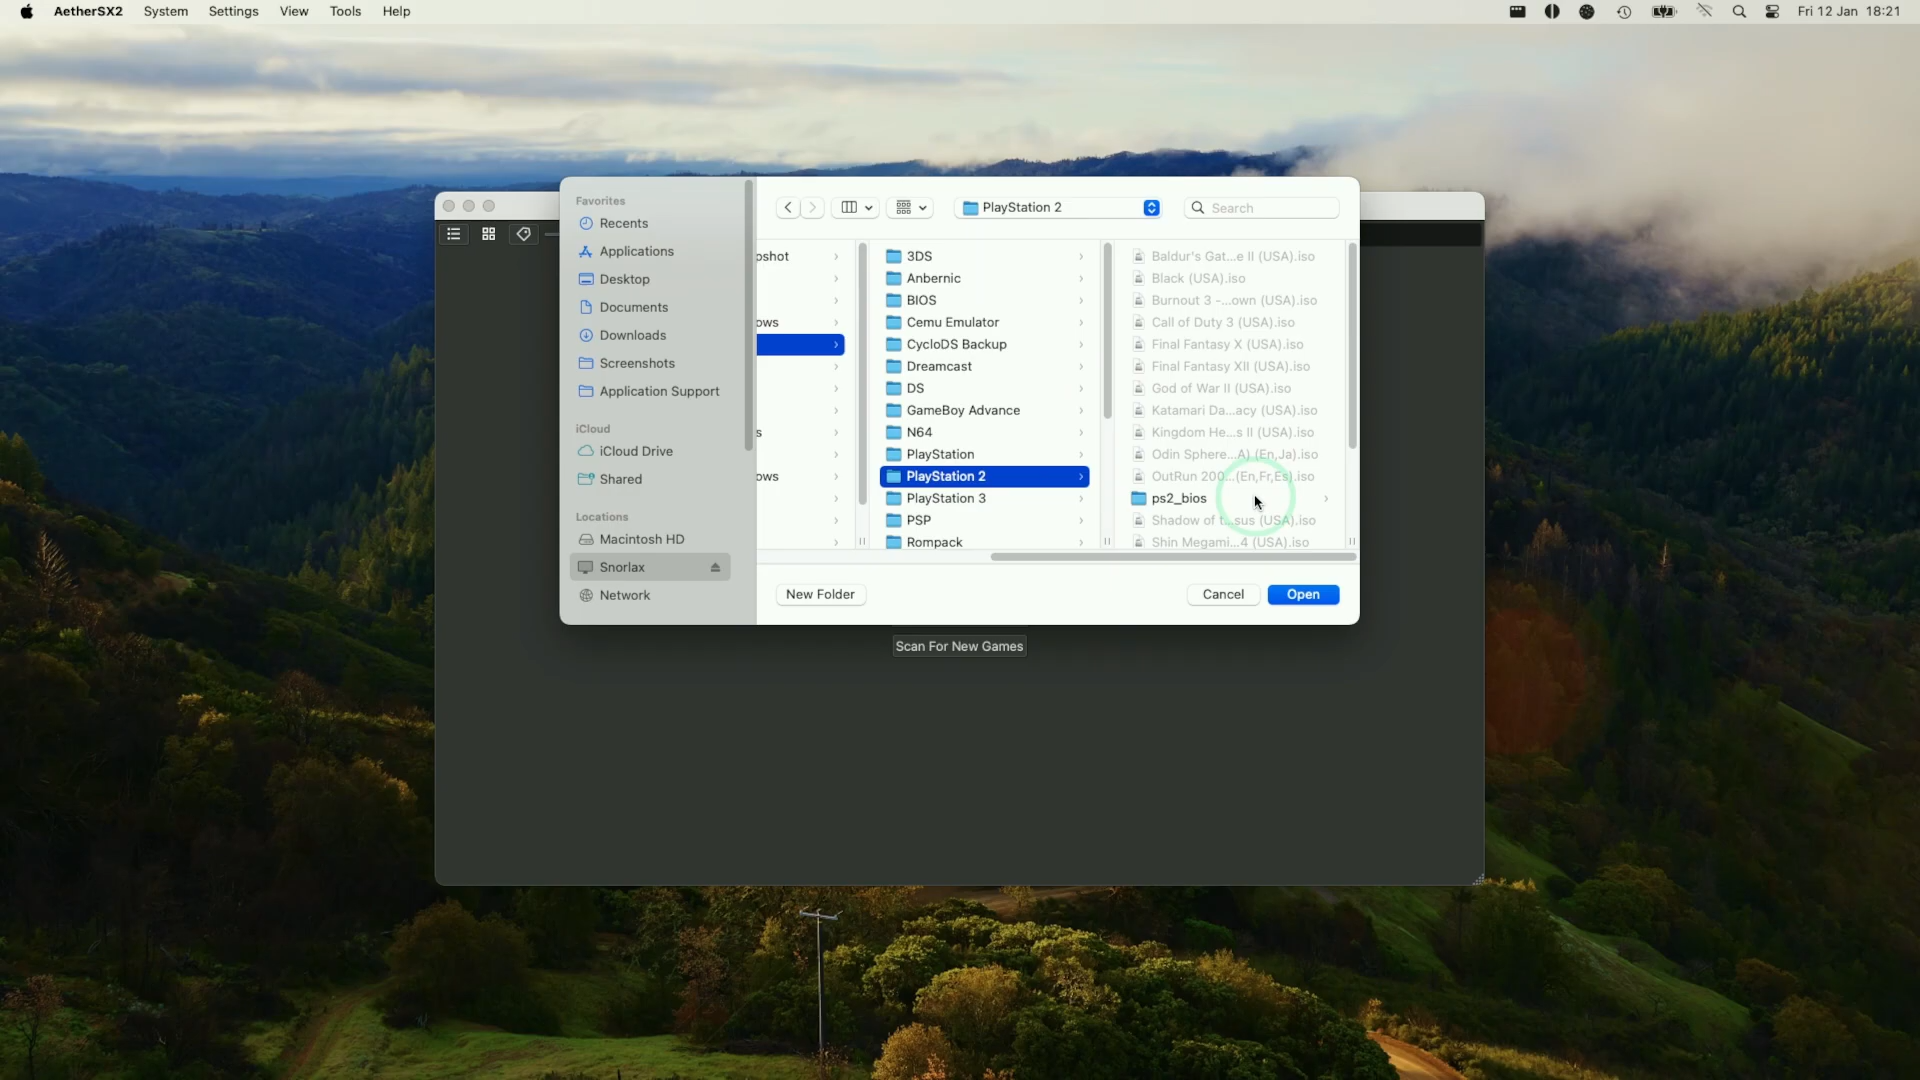 AetherSX2 System Settings View Tools Help Fri 12 Jan 18:21
Favorites
Recents
Applications
Desktop
Documents
Downloads
Screenshots
Application Support
iCloud
iCloud Drive
Shared
Locations
Macintosh HD
Snorlax
Network
PlayStation 2
Search
pshot
ows
s
ows
3DS
Anbernic
BIOS
Cemu Emulator
CycloDS Backup
Dreamcast
DS
GameBoy Advance
N64
PlayStation
PlayStation 2
PlayStation 3
PSP
Rompack
Baldur's Gat...e II (USA).iso
Black (USA).iso
Burnout 3 -...own (USA).iso
Call of Duty 3 (USA).iso
Final Fantasy X (USA).iso
Final Fantasy XII (USA).iso
God of War II (USA).iso
Katamari Da...acy (USA).iso
Kingdom He...s II (USA).iso
Odin Sphere...A) (En,Ja).iso
OutRun 200...(En,Fr,Es).iso
ps2_bios
Shadow of t...sus (USA).iso
Shin Megami...4 (USA).iso
New Folder
Cancel
Open
Scan For New Games